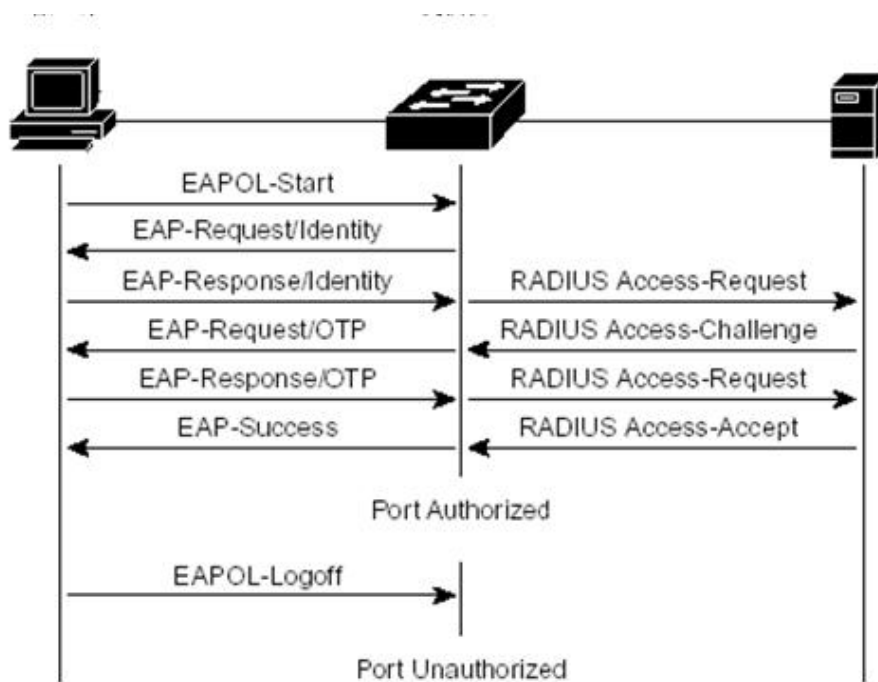 EAPOL-Start
EAP-Request/Identity
EAP-Response/Identity RADIUS Access-Request
EAP-Request/OTP RADIUS Access-Challenge
EAP-Response/OTP RADIUS Access-Request
EAP-Success RADIUS Access-Accept
Port Authorized
EAPOL-Logoff
Port Unauthorized